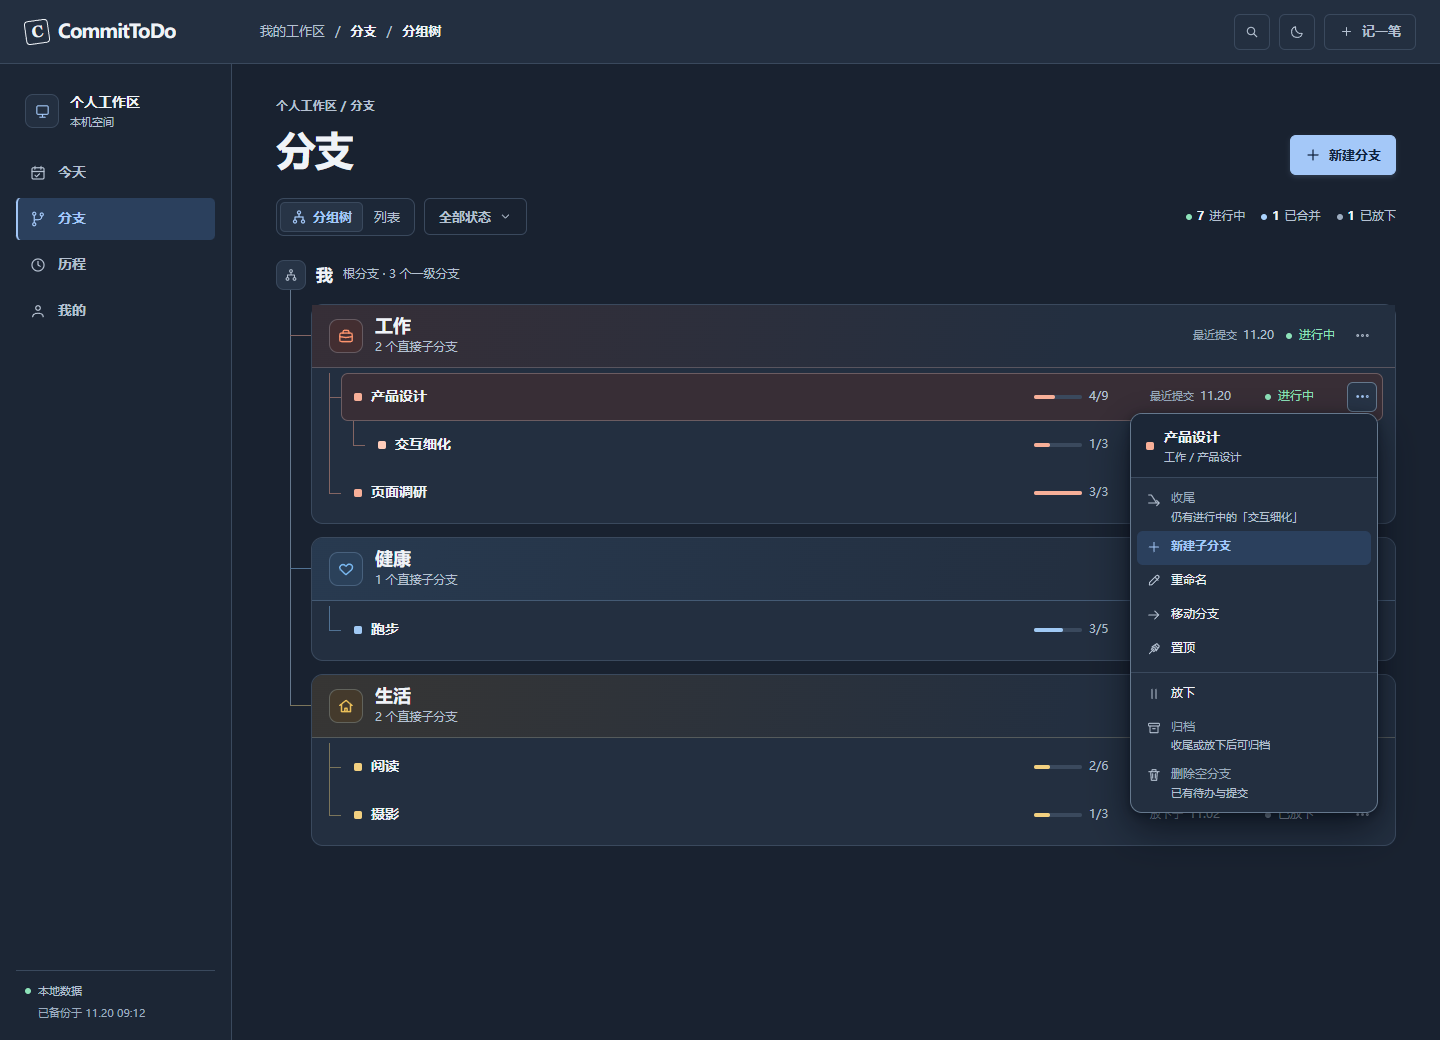 C CommitToDo
我的工作区 / 分支 / 分组树
记一笔
个人工作区
本机空间
今天
分支
历程
我的
个人工作区 / 分支
分支
新建分支
分组树 列表 全部状态
7 进行中 1 已合并 1 已放下
我 根分支 · 3 个一级分支
工作
2 个直接子分支
最近提交 11.20 进行中
产品设计 4/9 最近提交 11.20 进行中
交互细化 1/3
页面调研 3/3
健康
1 个直接子分支
跑步 3/5
生活
2 个直接子分支
阅读 2/6
摄影 1/3 放下于 11.02 已放下
产品设计
工作 / 产品设计
收尾
仍有进行中的「交互细化」
新建子分支
重命名
移动分支
置顶
放下
归档
收尾或放下后可归档
删除空分支
已有待办与提交
本地数据
已备份于 11.20 09:12